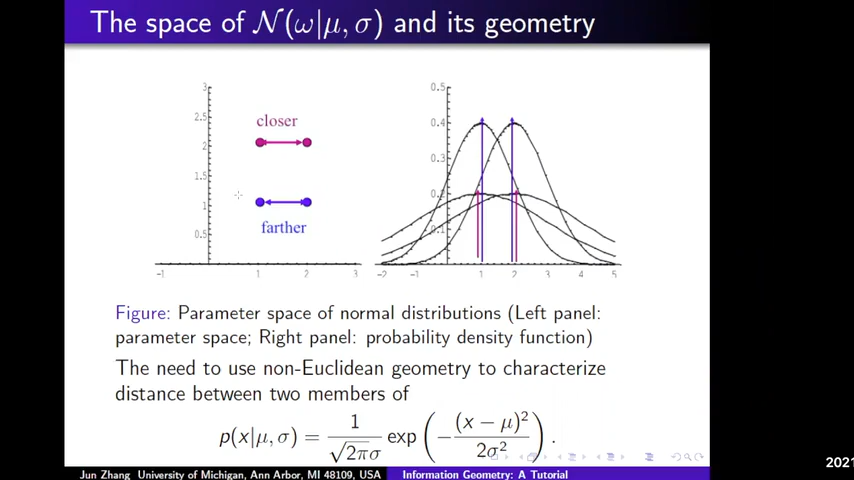 The space of 𝒩(ω|μ, σ) and its geometry
3
2.5
2
1.5
1
0.5
-1 1 2 3
closer
farther
0.5
0.4
0.3
0.2
0.1
-2 -1 1 2 3 4 5
Figure: Parameter space of normal distributions (Left panel:
parameter space; Right panel: probability density function)
The need to use non-Euclidean geometry to characterize
distance between two members of
p(x|μ, σ) = 1/(√2π σ) exp (−(x − μ)²/2σ²) .
Jun Zhang University of Michigan, Ann Arbor, MI 48109, USA Information Geometry: A Tutorial
2021